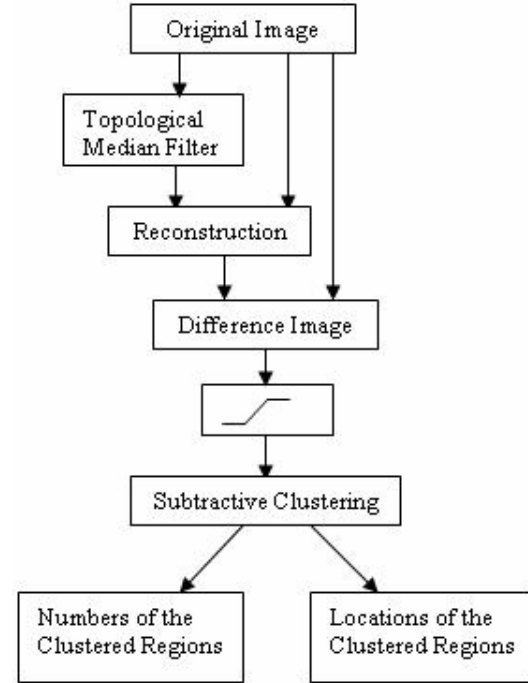 Original Image
Topological
Median Filter
Reconstruction
Difference Image
Subtractive Clustering
Numbers of the
Clustered Regions
Locations of the
Clustered Regions